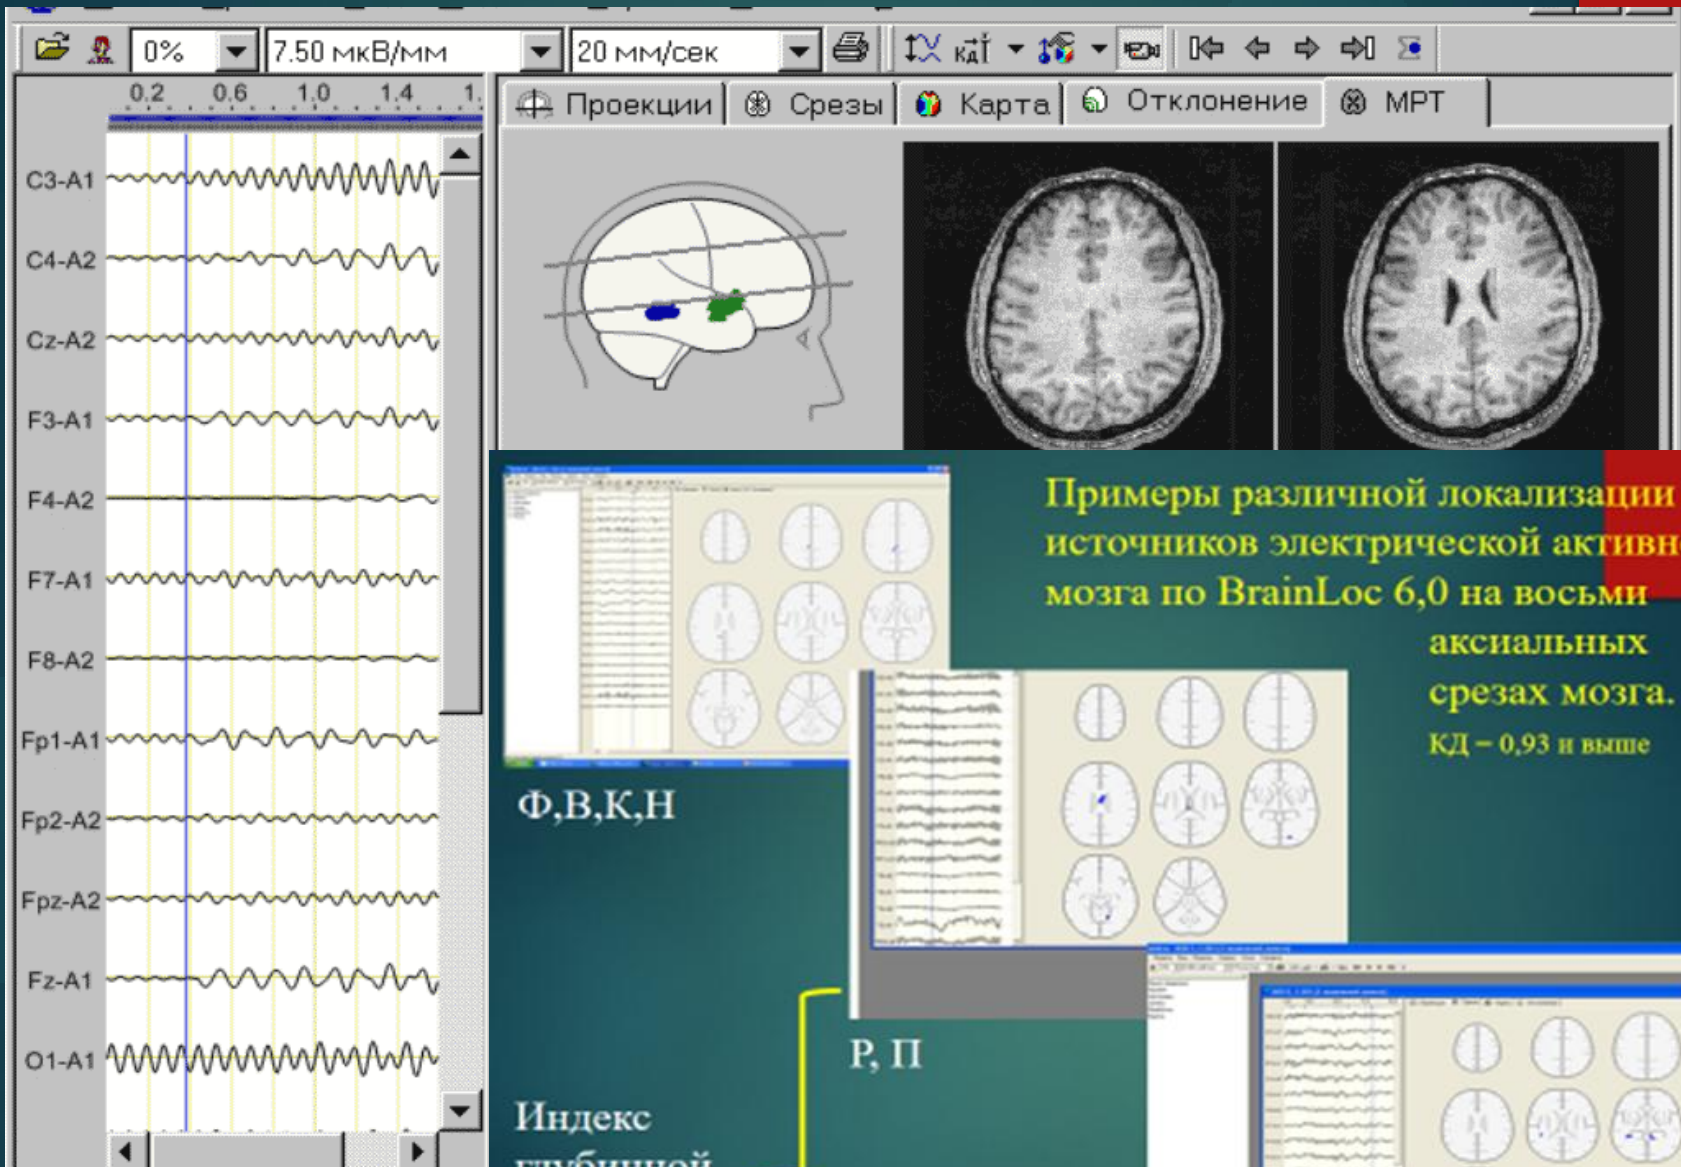 0%
7.50 мкВ/мм
20 мм/сек
КД
0.2 0.6 1.0 1.4 1.
Проекции
Срезы
Карта
Отклонение
МРТ
C3-A1
C4-A2
Cz-A2
F3-A1
F4-A2
F7-A1
F8-A2
Fp1-A1
Fp2-A2
Fpz-A2
Fz-A1
O1-A1
Примеры различной локализации
источников электрической активн
мозга по BrainLoc 6,0 на восьми
аксиальных
срезах мозга.
КД – 0,93 и выше
Ф,В,К,Н
Р, П
Индекс
глубинной